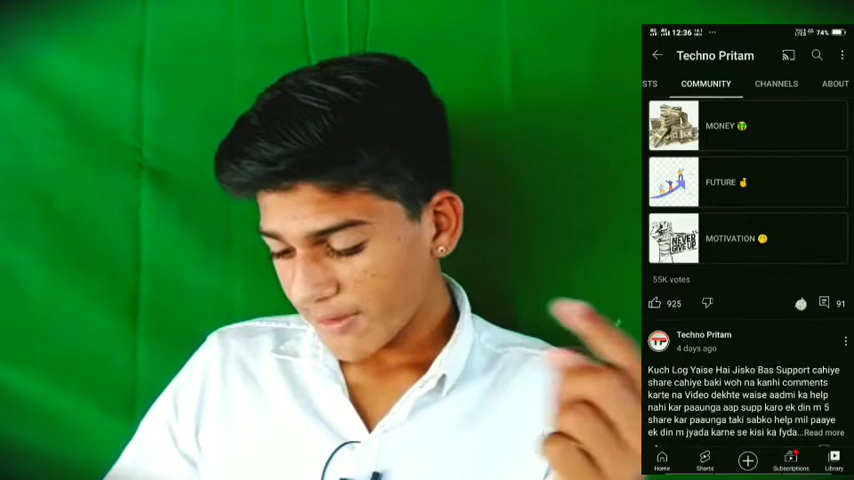 12:36
74%
Techno Pritam
STS COMMUNITY CHANNELS ABOUT
MONEY 🤑
FUTURE 🤞
NEVER
GIVE UP
MOTIVATION
55K votes
925 91
TP
Techno Pritam
4 days ago
Kuch Log Yaise Hai Jisko Bas Support cahiye
share cahiye baki woh na kanhi comments
karte na Video dekhte waise aadmi ka help
nahi kar paaunga aap supp karo ek din m 5
share kar paaunga taki sabko help mil paaye
ek din m jyada karne se kisi ka fyda...Read more
Home Shorts Subscriptions Library